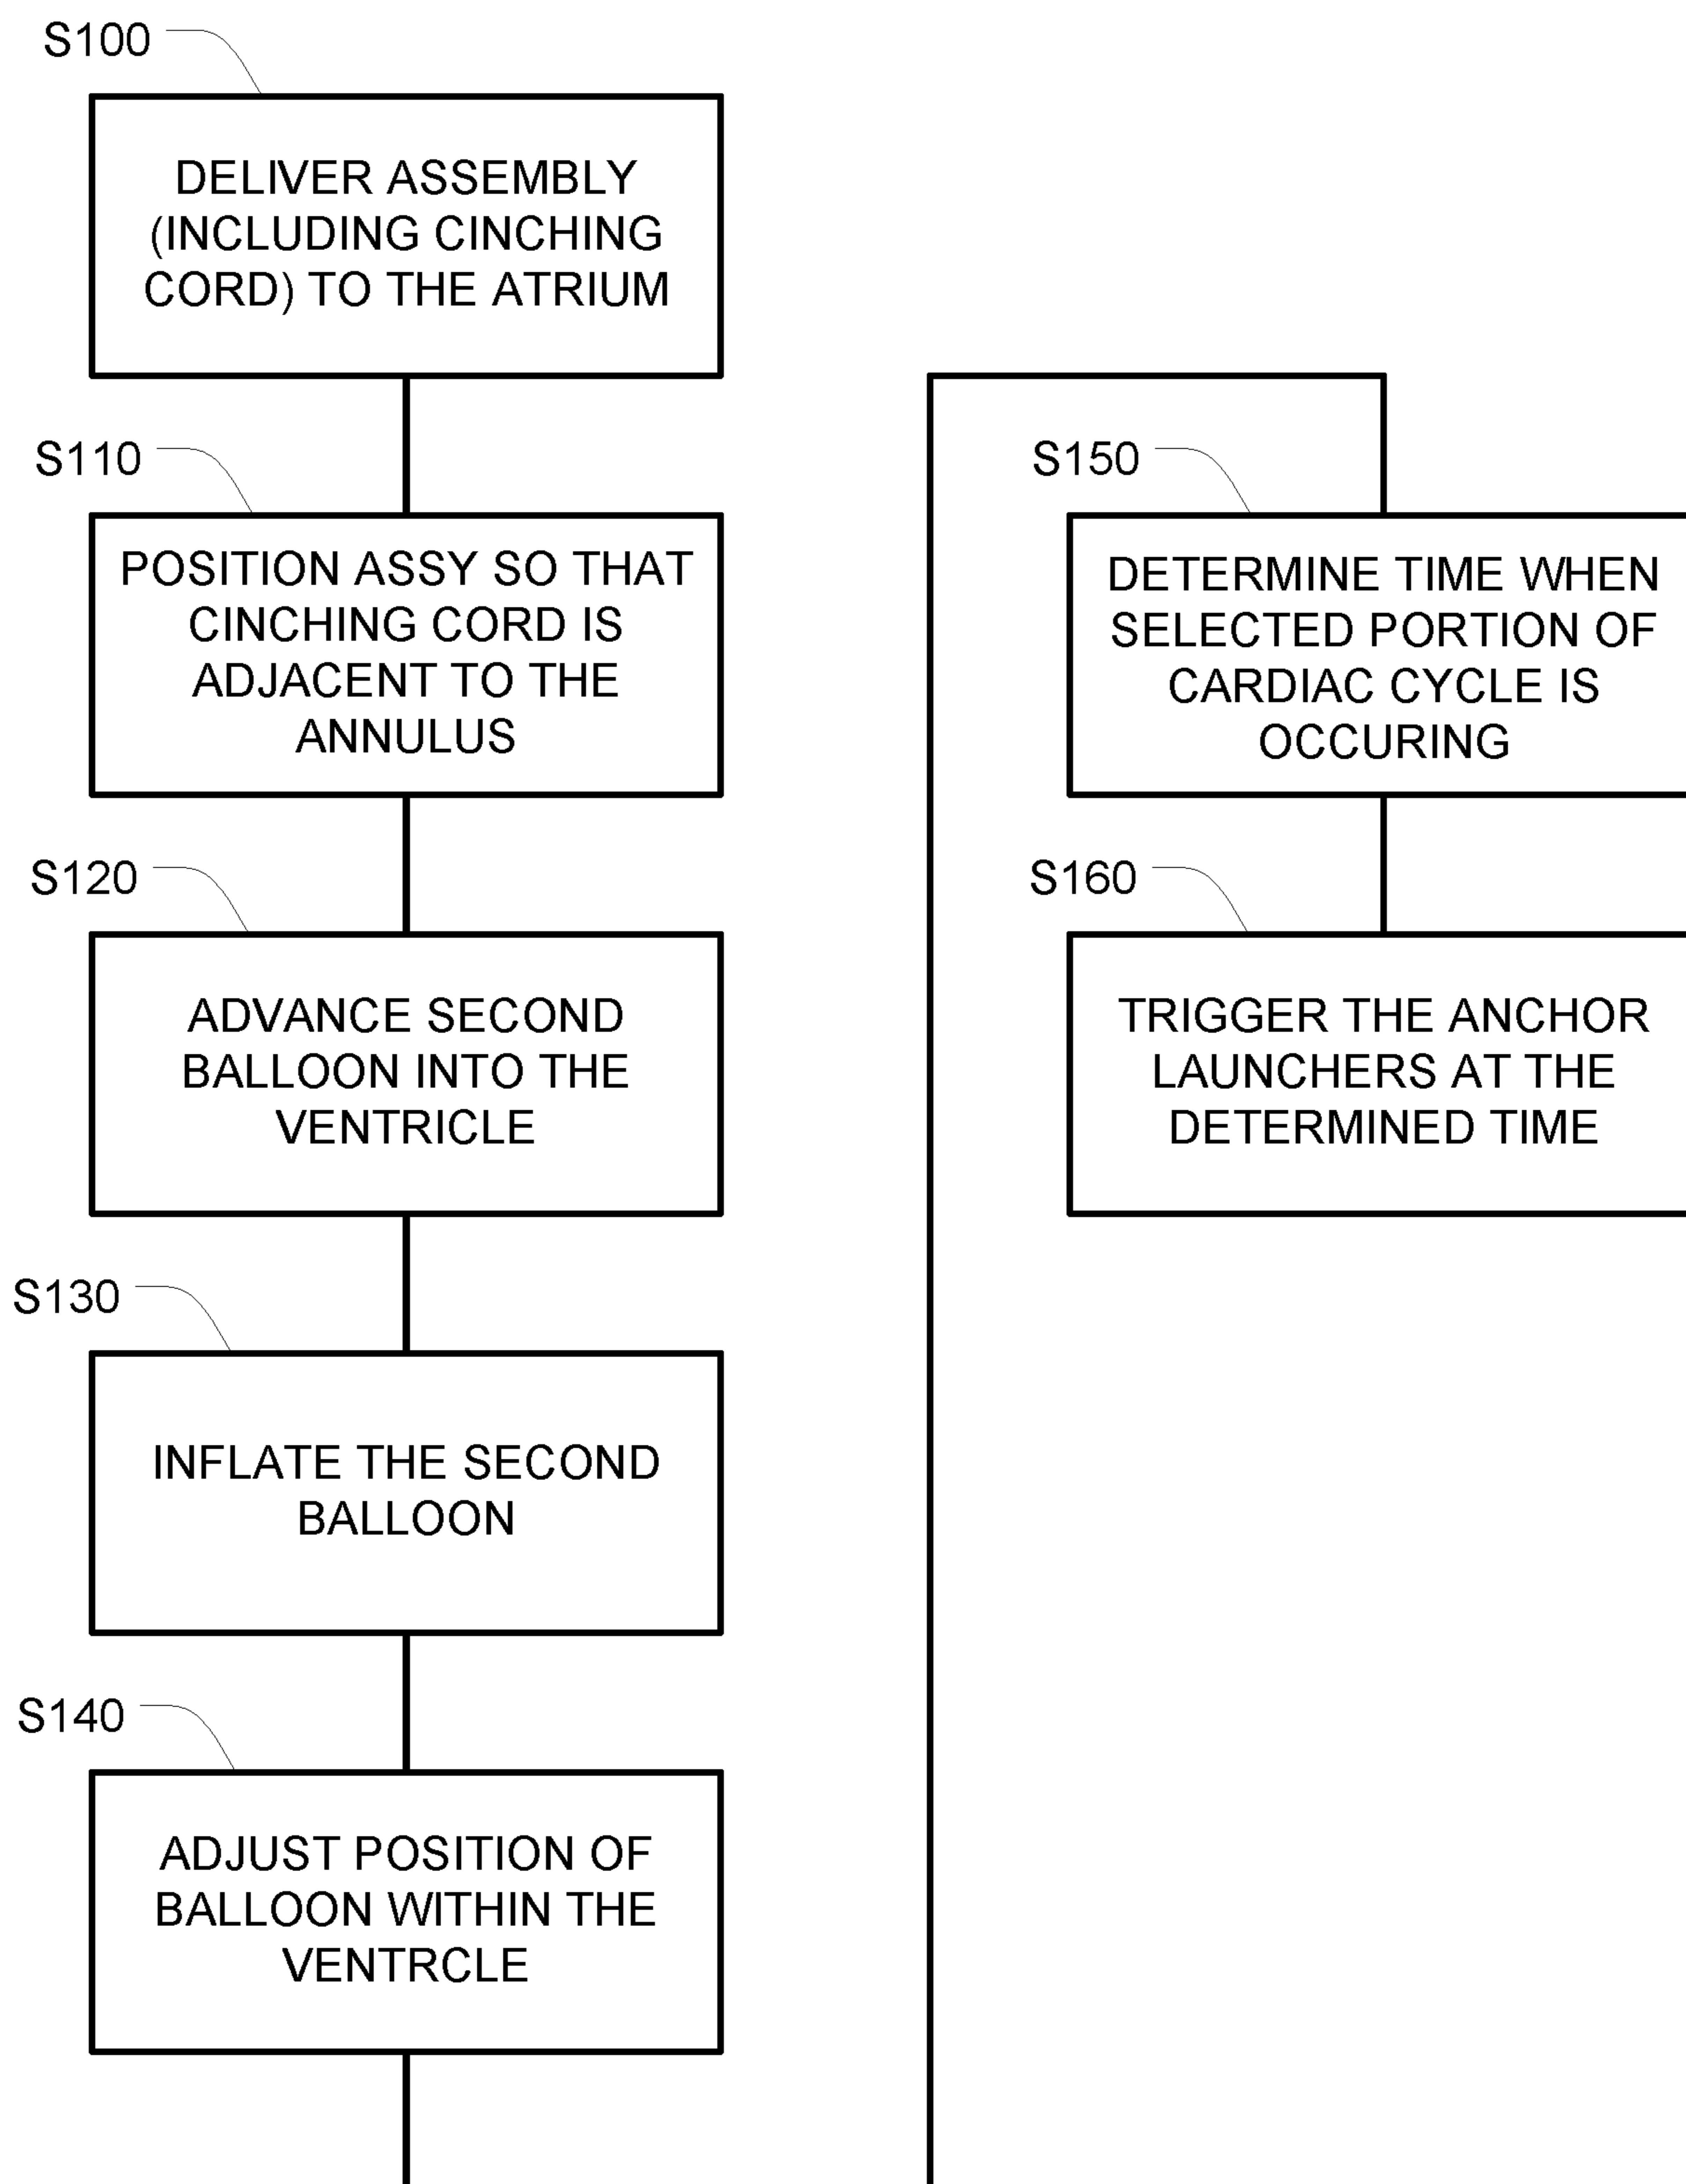 S100
DELIVER ASSEMBLY
(INCLUDING CINCHING
CORD) TO THE ATRIUM
S110
POSITION ASSY SO THAT
CINCHING CORD IS
ADJACENT TO THE
ANNULUS
S120
ADVANCE SECOND
BALLOON INTO THE
VENTRICLE
S130
INFLATE THE SECOND
BALLOON
S140
ADJUST POSITION OF
BALLOON WITHIN THE
VENTRCLE
S150
DETERMINE TIME WHEN
SELECTED PORTION OF
CARDIAC CYCLE IS
OCCURING
S160
TRIGGER THE ANCHOR
LAUNCHERS AT THE
DETERMINED TIME